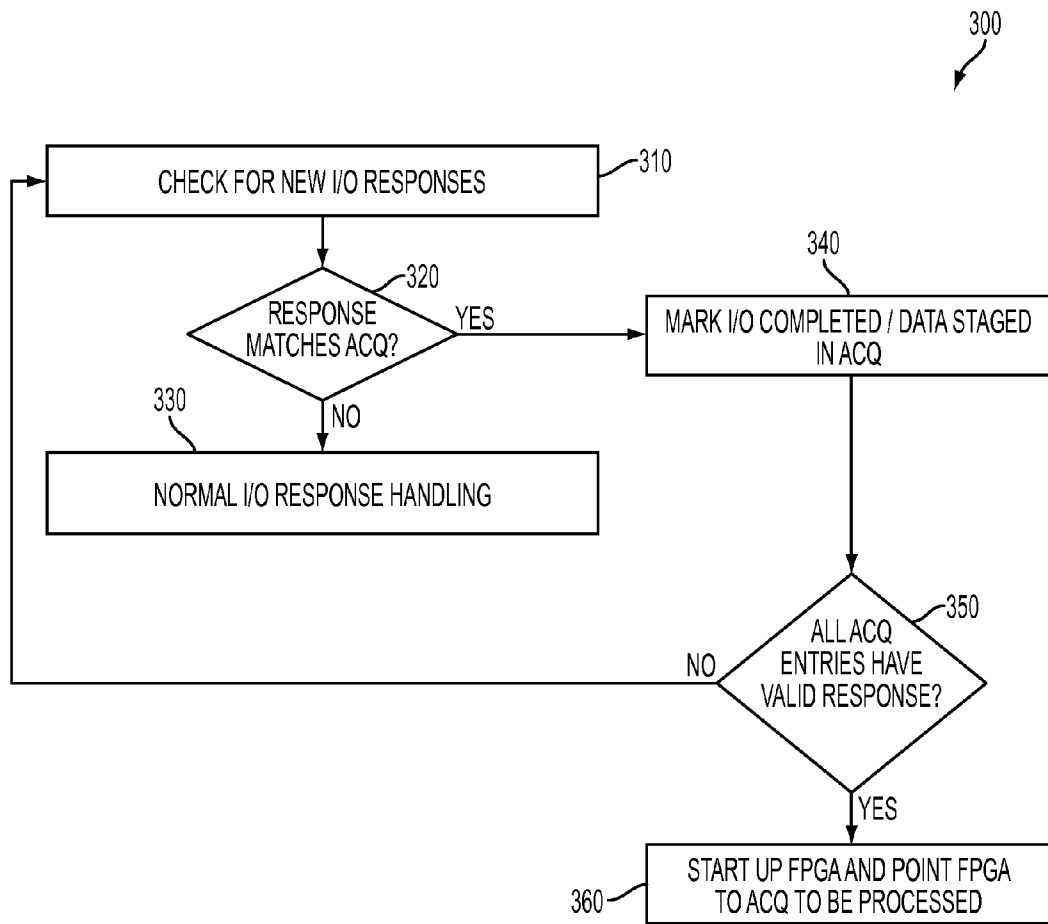 300
CHECK FOR NEW I/O RESPONSES
310
320
RESPONSE
MATCHES ACQ?
YES
NO
330
NORMAL I/O RESPONSE HANDLING
340
MARK I/O COMPLETED / DATA STAGED
IN ACQ
350
ALL ACQ
ENTRIES HAVE
VALID RESPONSE?
NO
YES
START UP FPGA AND POINT FPGA
TO ACQ TO BE PROCESSED
360